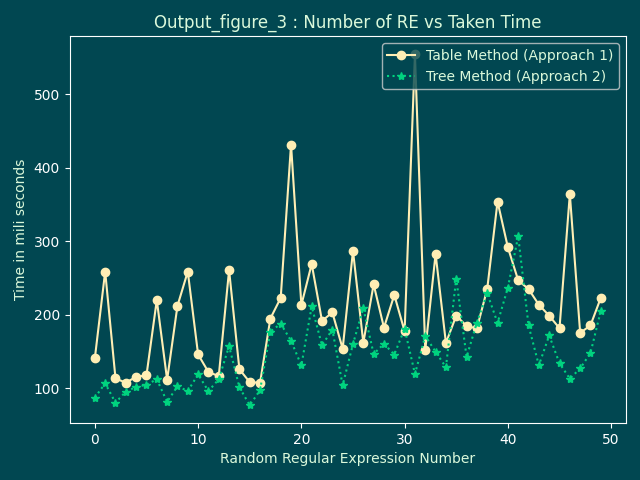 Output_figure_3 : Number of RE vs Taken Time
Table Method (Approach 1)
Tree Method (Approach 2)
Time in mili seconds
500
400
300
200
100
0
10
20
30
40
50
Random Regular Expression Number